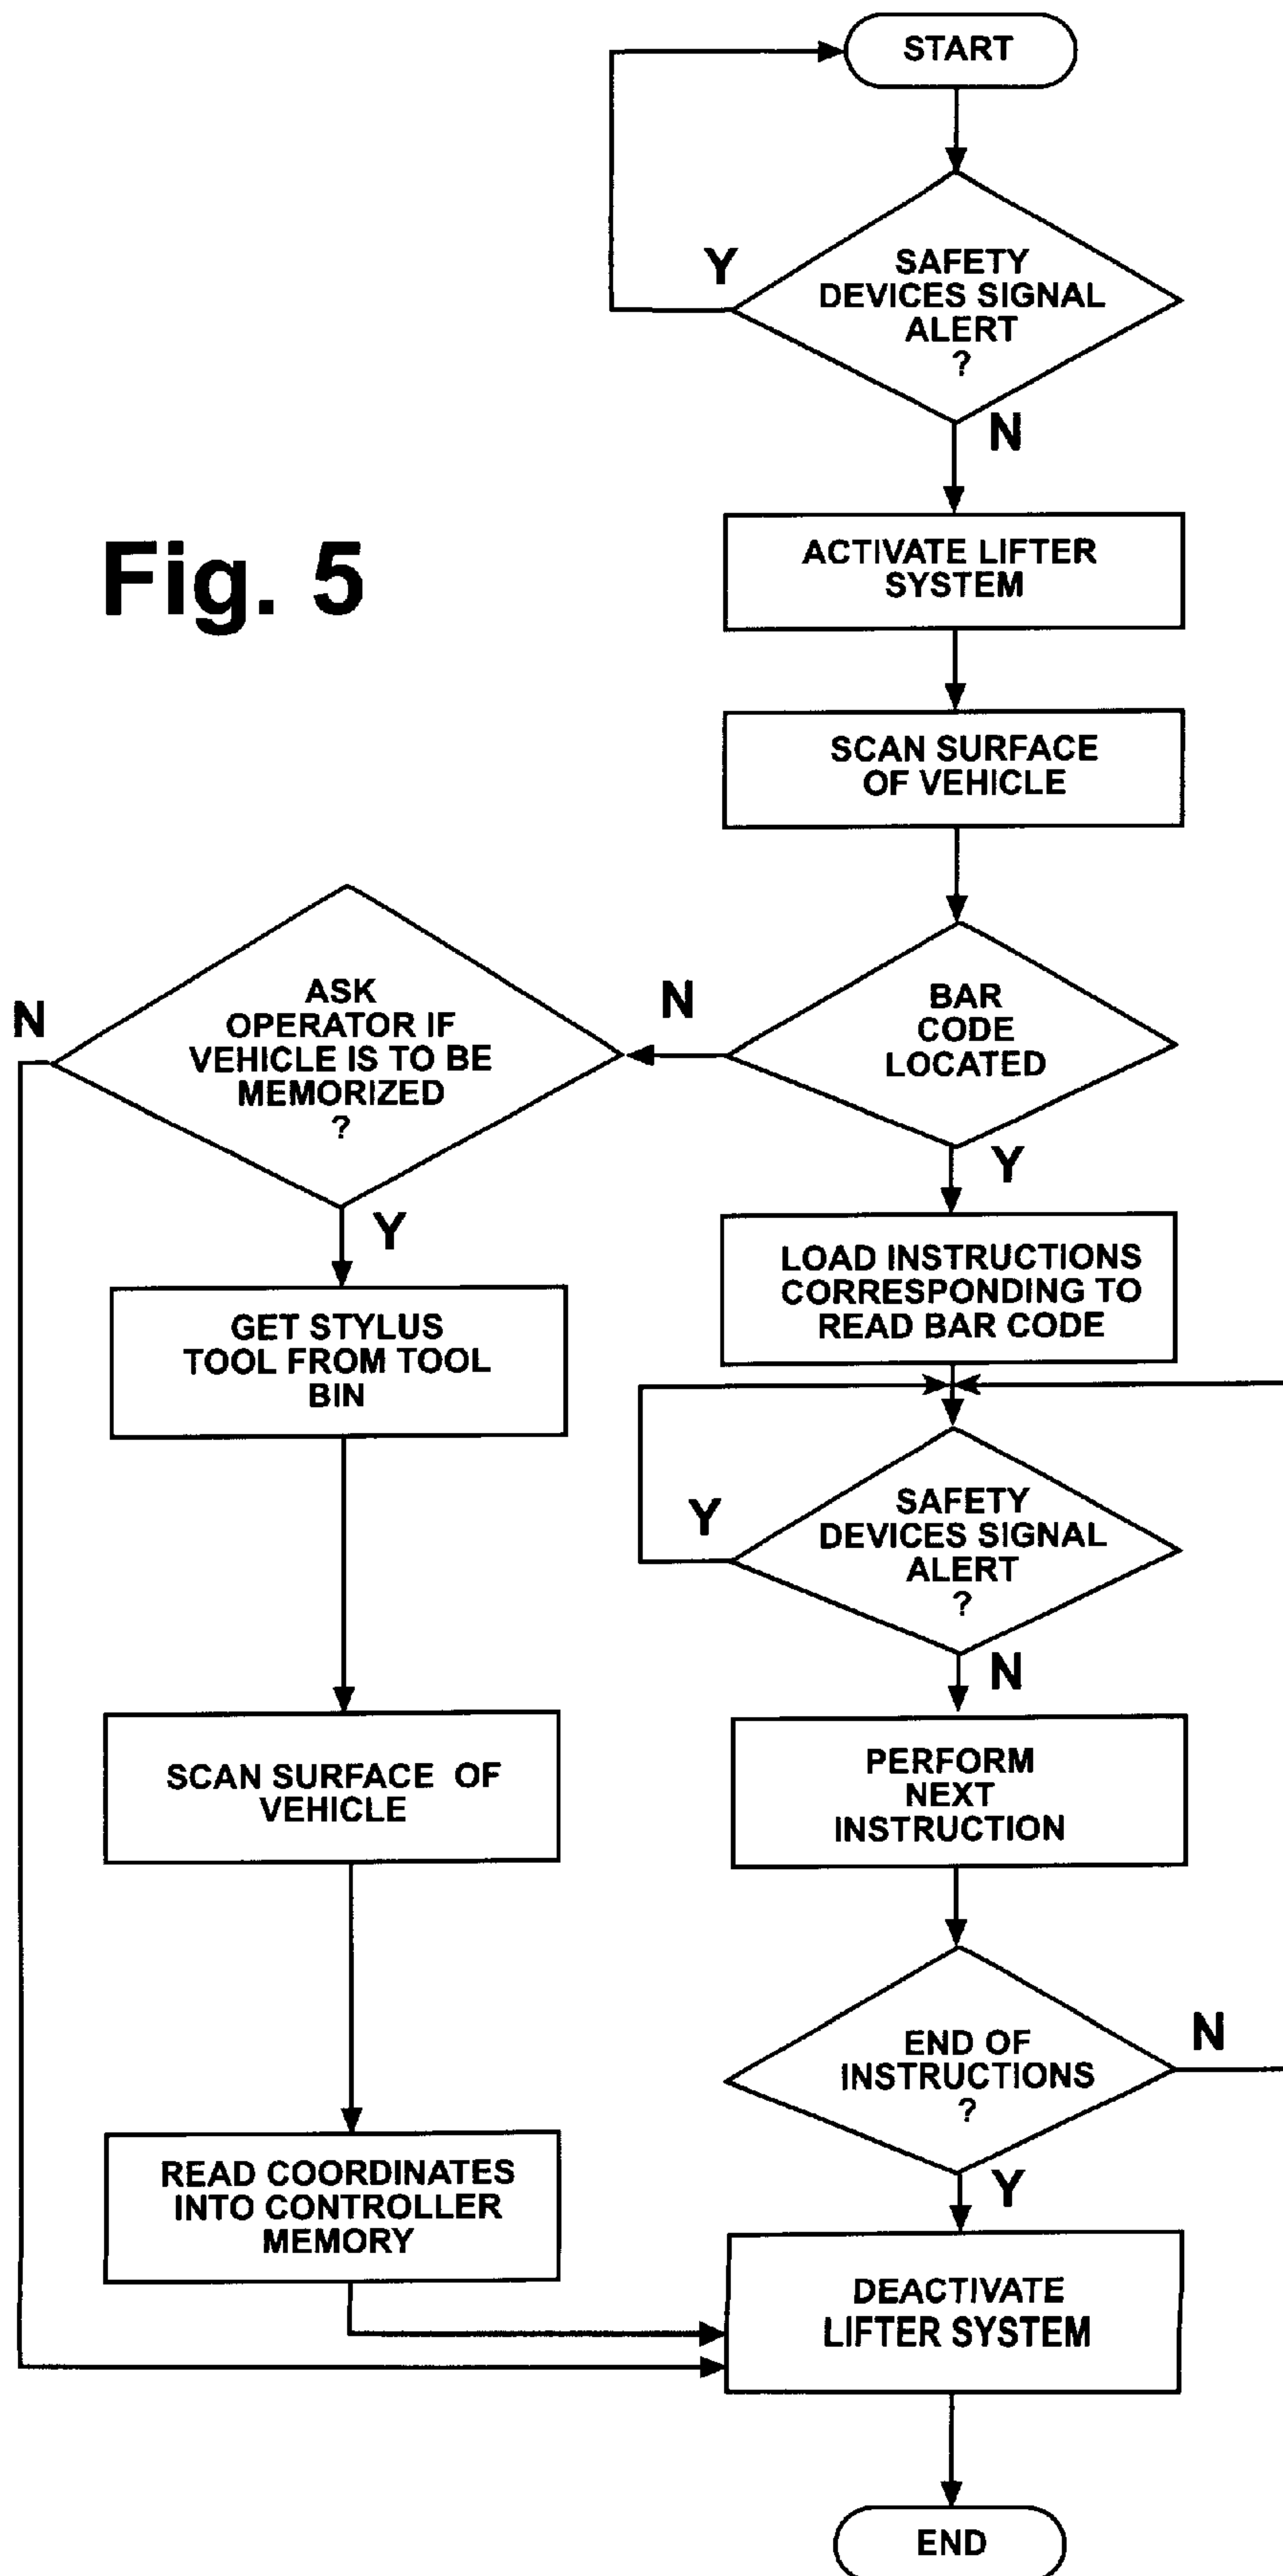 START
Y
SAFETY
DEVICES SIGNAL
ALERT
?
N
Fig. 5
ACTIVATE LIFTER
SYSTEM
SCAN SURFACE
OF VEHICLE
N
ASK
OPERATOR IF
VEHICLE IS TO BE
MEMORIZED
?
N
BAR
CODE
LOCATED
Y
Y
LOAD INSTRUCTIONS
CORRESPONDING TO
READ BAR CODE
GET STYLUS
TOOL FROM TOOL
BIN
Y
SAFETY
DEVICES SIGNAL
ALERT
?
N
SCAN SURFACE OF
VEHICLE
PERFORM
NEXT
INSTRUCTION
END OF
INSTRUCTIONS
?
N
Y
READ COORDINATES
INTO CONTROLLER
MEMORY
DEACTIVATE
LIFTER SYSTEM
END